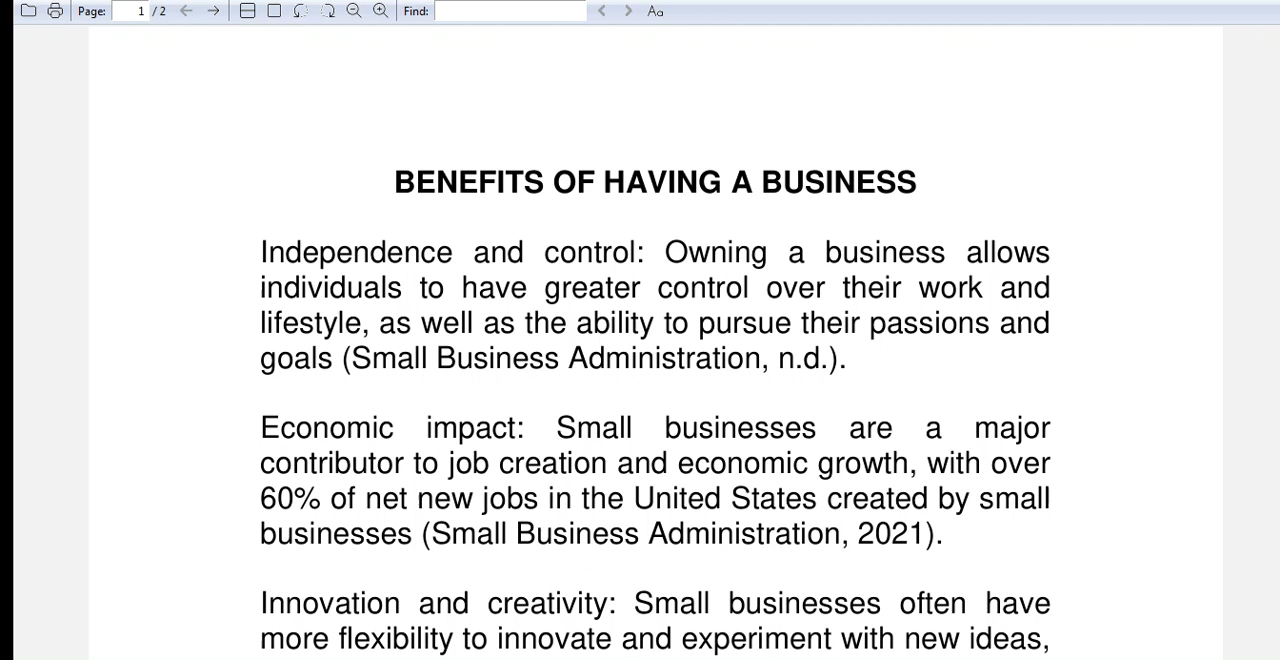 Page: 1 / 2 Find: Aa
BENEFITS OF HAVING A BUSINESS
Independence and control: Owning a business allows
individuals to have greater control over their work and
lifestyle, as well as the ability to pursue their passions and
goals (Small Business Administration, n.d.).
Economic impact: Small businesses are a major
contributor to job creation and economic growth, with over
60% of net new jobs in the United States created by small
businesses (Small Business Administration, 2021).
Innovation and creativity: Small businesses often have
more flexibility to innovate and experiment with new ideas,